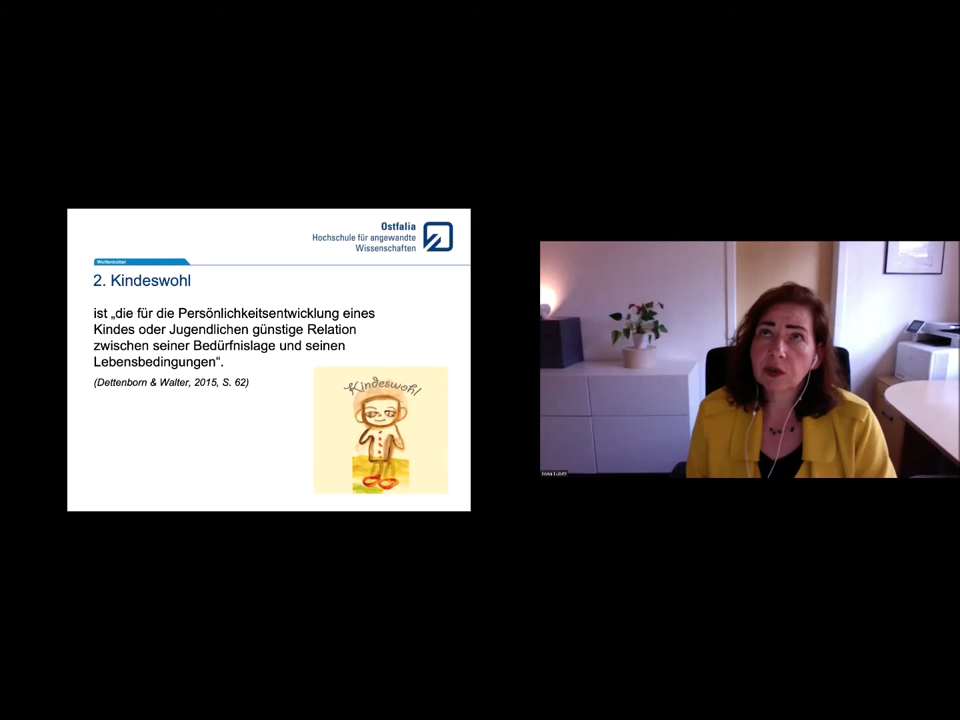 Ostfalia
Hochschule für angewandte
Wissenschaften
Wolfenbüttel
2. Kindeswohl
ist „die für die Persönlichkeitsentwicklung eines
Kindes oder Jugendlichen günstige Relation
zwischen seiner Bedürfnislage und seinen
Lebensbedingungen“.
(Dettenborn & Walter, 2015, S. 62)
Kindeswohl